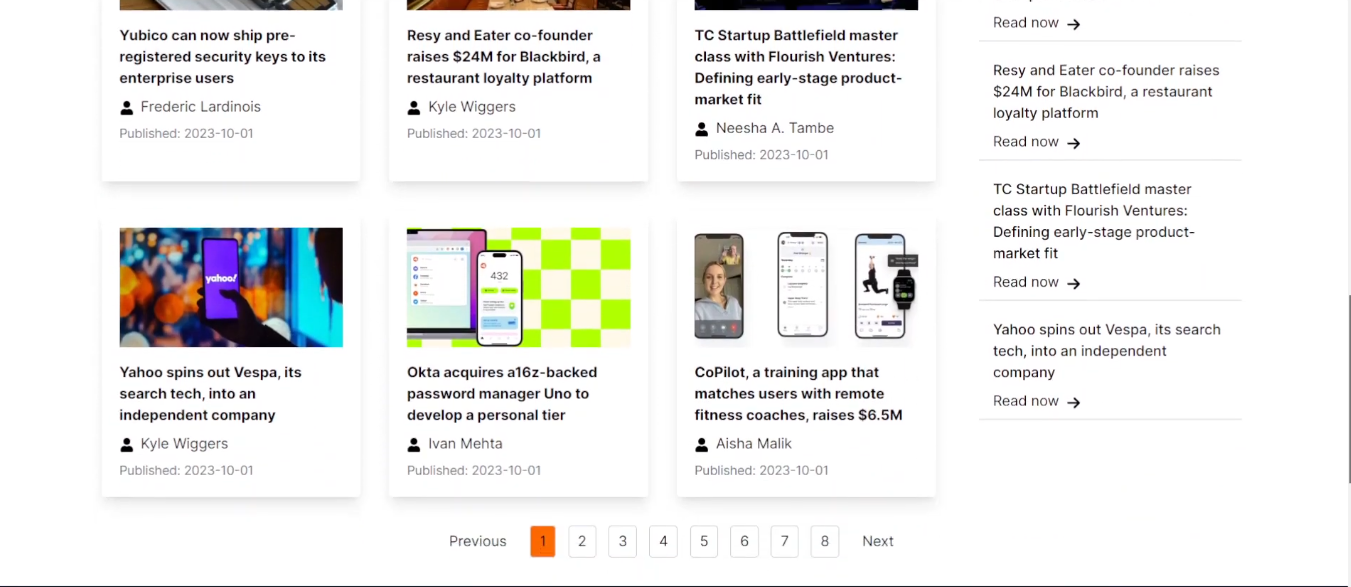 Yubico can now ship pre-
registered security keys to its
enterprise users
Frederic Lardinois
Published: 2023-10-01
Resy and Eater co-founder
raises $24M for Blackbird, a
restaurant loyalty platform
Kyle Wiggers
Published: 2023-10-01
TC Startup Battlefield master
class with Flourish Ventures:
Defining early-stage product-
market fit
Neesha A. Tambe
Published: 2023-10-01
yahoo!
Yahoo spins out Vespa, its
search tech, into an
independent company
Kyle Wiggers
Published: 2023-10-01
432
Okta acquires a16z-backed
password manager Uno to
develop a personal tier
Ivan Mehta
Published: 2023-10-01
CoPilot, a training app that
matches users with remote
fitness coaches, raises $6.5M
Aisha Malik
Published: 2023-10-01
Previous 1 2 3 4 5 6 7 8 Next
Read now
Resy and Eater co-founder raises
$24M for Blackbird, a restaurant
loyalty platform
Read now
TC Startup Battlefield master
class with Flourish Ventures:
Defining early-stage product-
market fit
Read now
Yahoo spins out Vespa, its search
tech, into an independent
company
Read now